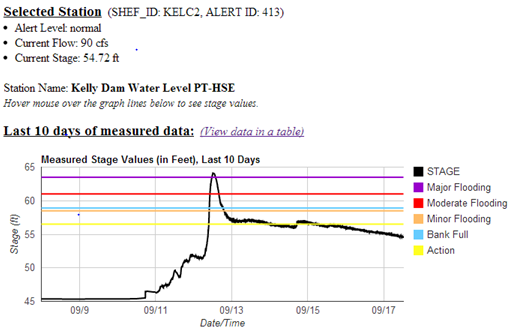 Selected Station (SHEF_ID: KELC2, ALERT ID: 413)
• Alert Level: normal
• Current Flow: 90 cfs
• Current Stage: 54.72 ft
Station Name: Kelly Dam Water Level PT-HSE
Hover mouse over the graph lines below to see stage values.
Last 10 days of measured data: (View data in a table)
Measured Stage Values (in Feet), Last 10 Days
65
60
55
50
45
Stage (ft)
09/9
09/11
09/13
09/15
09/17
Date/Time
STAGE
Major Flooding
Moderate Flooding
Minor Flooding
Bank Full
Action